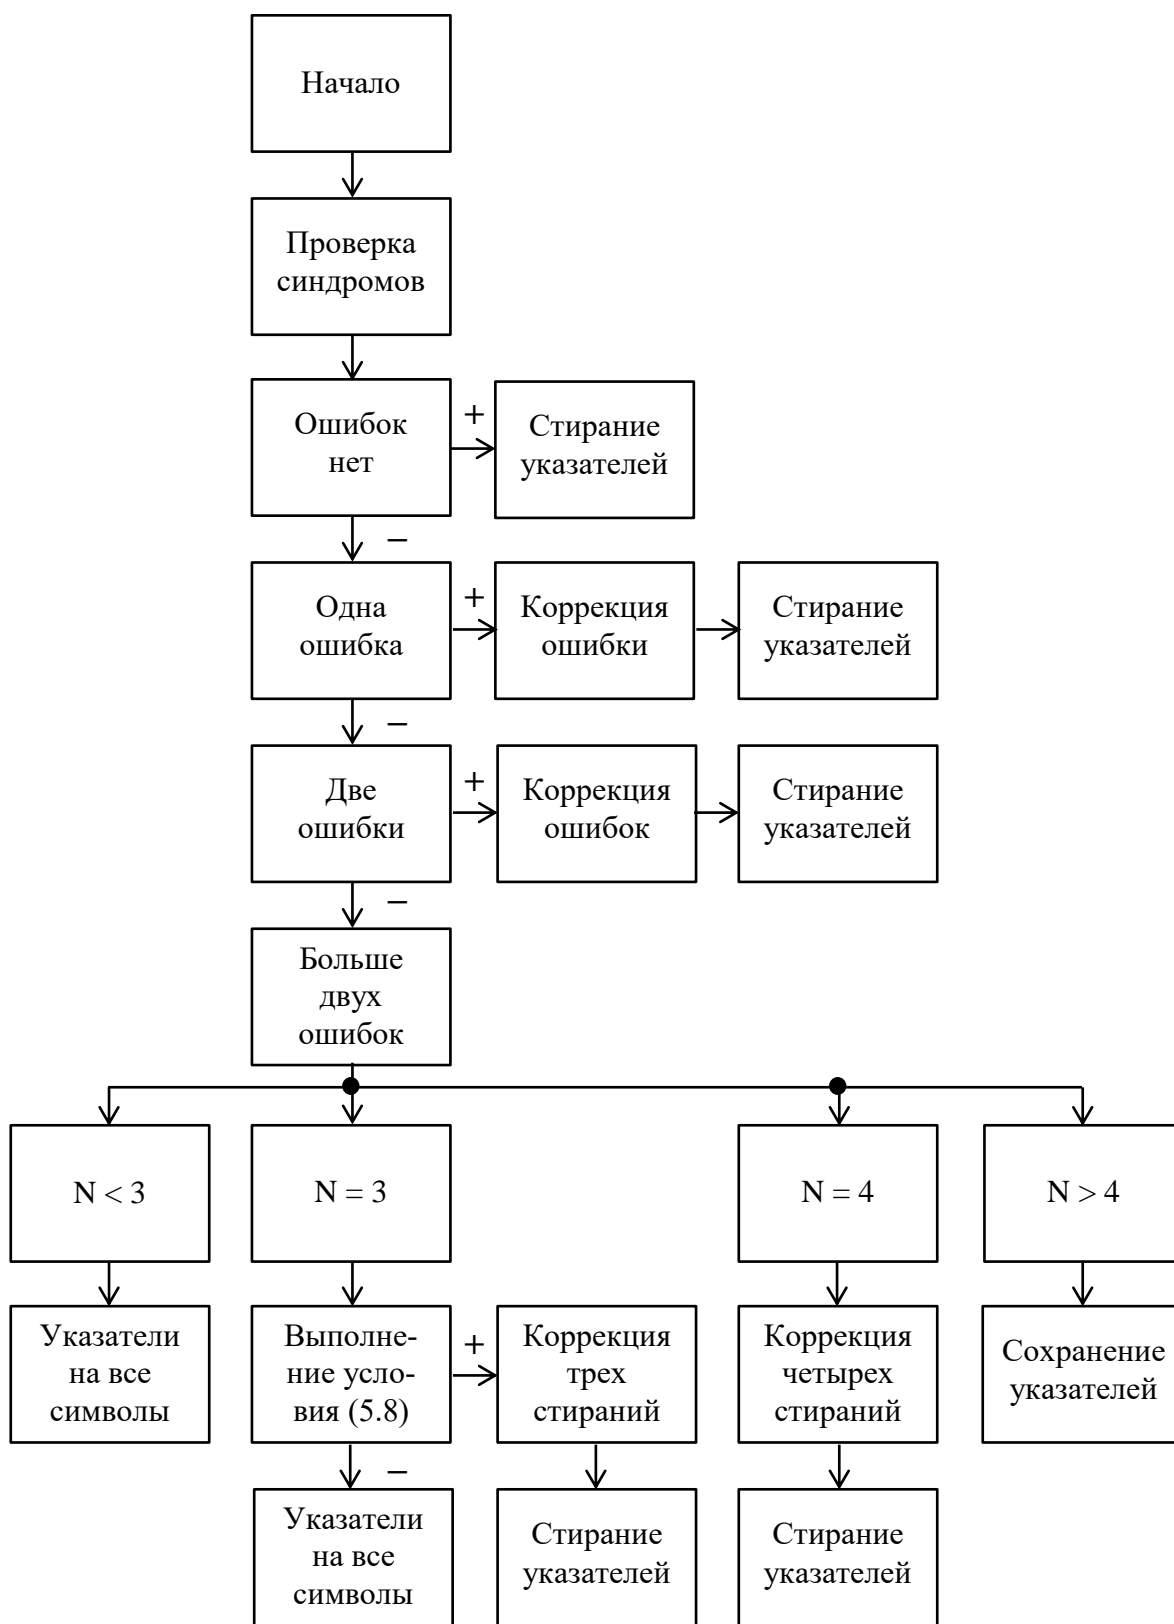 Начало
Проверка
синдромов
Ошибок
нет
+
Стирание
указателей
–
Одна
ошибка
+
Коррекция
ошибки
Стирание
указателей
–
Две
ошибки
+
Коррекция
ошибок
Стирание
указателей
–
Больше
двух
ошибок
N < 3
N = 3
N = 4
N > 4
Указатели
на все
символы
Выполне-
ние усло-
вия (5.8)
+
Коррекция
трех
стираний
Коррекция
четырех
стираний
Сохранение
указателей
–
Указатели
на все
символы
Стирание
указателей
Стирание
указателей